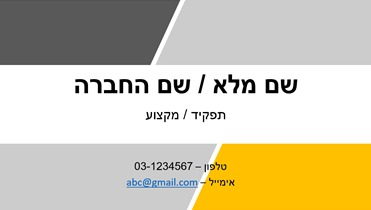 שם מלא / שם החברה
תפקיד / מקצוע
טלפון – 03-1234567
אימייל – abc@gmail.com